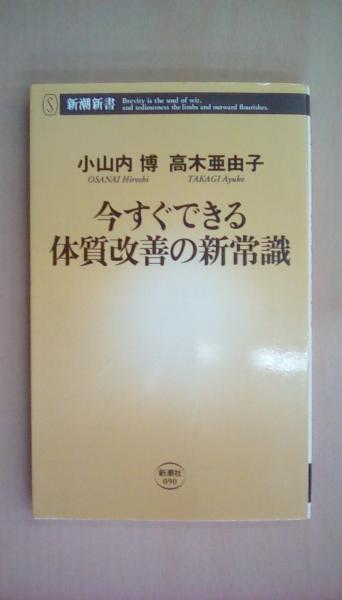 S 新潮新書 Brevity is the soul of wit,
and tediousness the limbs and outward flourishes.
小山内 博 高木亜由子
OSANAI Hiroshi TAKAGI Ayuko
今すぐできる
体質改善の新常識
新潮社
090